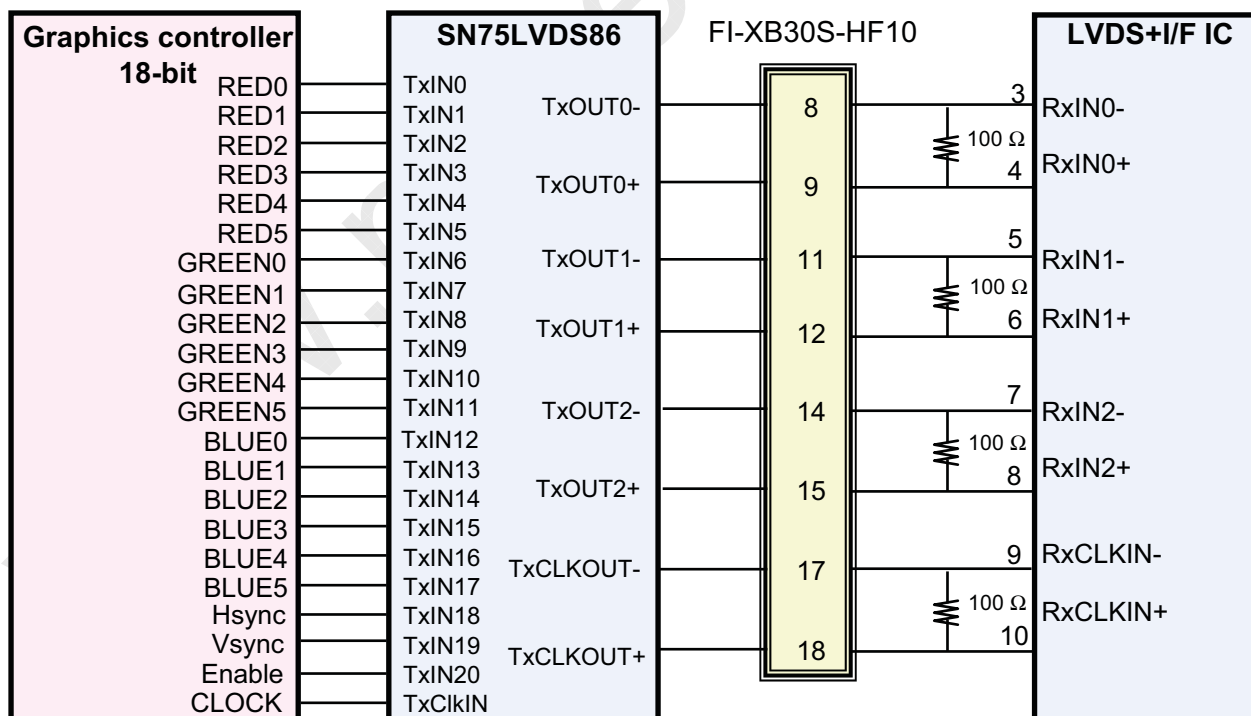 Graphics controller
18-bit
RED0
RED1
RED2
RED3
RED4
RED5
GREEN0
GREEN1
GREEN2
GREEN3
GREEN4
GREEN5
BLUE0
BLUE1
BLUE2
BLUE3
BLUE4
BLUE5
Hsync
Vsync
Enable
CLOCK
SN75LVDS86
TxIN0
TxIN1
TxIN2
TxIN3
TxIN4
TxIN5
TxIN6
TxIN7
TxIN8
TxIN9
TxIN10
TxIN11
TxIN12
TxIN13
TxIN14
TxIN15
TxIN16
TxIN17
TxIN18
TxIN19
TxIN20
TxClkIN
TxOUT0-
TxOUT0+
TxOUT1-
TxOUT1+
TxOUT2-
TxOUT2+
TxCLKOUT-
TxCLKOUT+
FI-XB30S-HF10
8
9
11
12
14
15
17
18
3
100 Ω
4
5
100 Ω
6
7
100 Ω
8
9
100 Ω
10
LVDS+I/F IC
RxIN0-
RxIN0+
RxIN1-
RxIN1+
RxIN2-
RxIN2+
RxCLKIN-
RxCLKIN+